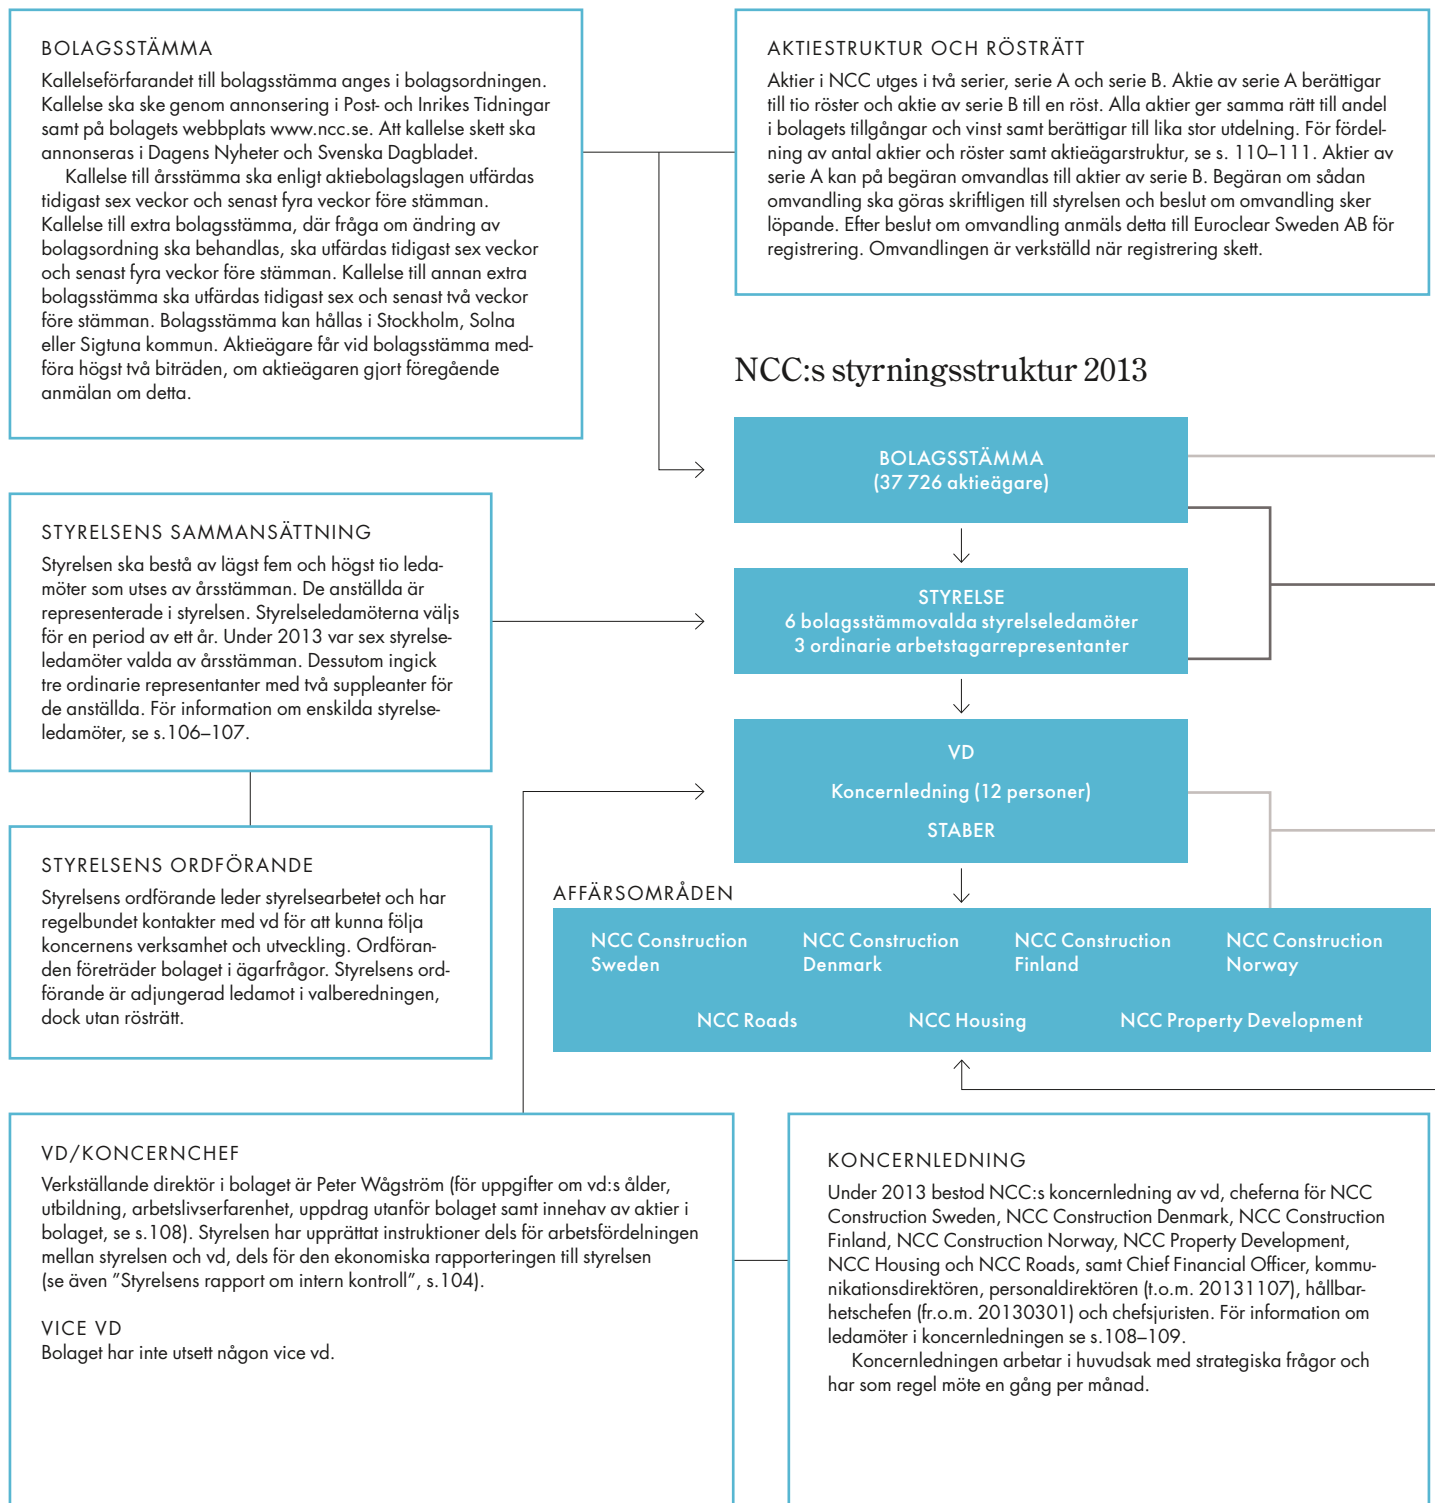 BOLAGSSTÄMMA
Kallelseförfarandet till bolagsstämma anges i bolagsordningen.
Kallelse ska ske genom annonsering i Post- och Inrikes Tidningar
samt på bolagets webbplats www.ncc.se. Att kallelse skett ska
annonseras i Dagens Nyheter och Svenska Dagbladet.
Kallelse till årsstämma ska enligt aktiebolagslagen utfärdas
tidigast sex veckor och senast fyra veckor före stämman.
Kallelse till extra bolagsstämma, där fråga om ändring av
bolagsordning ska behandlas, ska utfärdas tidigast sex veckor
och senast fyra veckor före stämman. Kallelse till annan extra
bolagsstämma ska utfärdas tidigast sex och senast två veckor
före stämman. Bolagsstämma kan hållas i Stockholm, Solna
eller Sigtuna kommun. Aktieägare får vid bolagsstämma med-
föra högst två biträden, om aktieägaren gjort föregående
anmälan om detta.
AKTIESTRUKTUR OCH RÖSTRÄTT
Aktier i NCC utges i två serier, serie A och serie B. Aktie av serie A berättigar
till tio röster och aktie av serie B till en röst. Alla aktier ger samma rätt till andel
i bolagets tillgångar och vinst samt berättigar till lika stor utdelning. För fördel-
ning av antal aktier och röster samt aktieägarstruktur, se s. 110–111. Aktier av
serie A kan på begäran omvandlas till aktier av serie B. Begäran om sådan
omvandling ska göras skriftligen till styrelsen och beslut om omvandling sker
löpande. Efter beslut om omvandling anmäls detta till Euroclear Sweden AB för
registrering. Omvandlingen är verkställd när registrering skett.
NCC:s styrningsstruktur 2013
BOLAGSSTÄMMA
(37 726 aktieägare)
STYRELSENS SAMMANSÄTTNING
Styrelsen ska bestå av lägst fem och högst tio leda-
möter som utses av årsstämman. De anställda är
representerade i styrelsen. Styrelseledamöterna väljs
för en period av ett år. Under 2013 var sex styrelse-
ledamöter valda av årsstämman. Dessutom ingick
tre ordinarie representanter med två suppleanter för
de anställda. För information om enskilda styrelse-
ledamöter, se s.106–107.
STYRELSE
6 bolagsstämmovalda styrelseledamöter
3 ordinarie arbetstagarrepresentanter
VD
Koncernledning (12 personer)
STABER
STYRELSENS ORDFÖRANDE
Styrelsens ordförande leder styrelsearbetet och har
regelbundet kontakter med vd för att kunna följa
koncernens verksamhet och utveckling. Ordföran-
den företräder bolaget i ägarfrågor. Styrelsens ord-
förande är adjungerad ledamot i valberedningen,
dock utan rösträtt.
AFFÄRSOMRÅDEN
NCC Construction
Sweden
NCC Construction
Denmark
NCC Construction
Finland
NCC Construction
Norway
NCC Roads
NCC Housing
NCC Property Development
VD/KONCERNCHEF
Verkställande direktör i bolaget är Peter Wågström (för uppgifter om vd:s ålder,
utbildning, arbetslivserfarenhet, uppdrag utanför bolaget samt innehav av aktier i
bolaget, se s.108). Styrelsen har upprättat instruktioner dels för arbetsfördelningen
mellan styrelsen och vd, dels för den ekonomiska rapporteringen till styrelsen
(se även ”Styrelsens rapport om intern kontroll”, s.104).
VICE VD
Bolaget har inte utsett någon vice vd.
KONCERNLEDNING
Under 2013 bestod NCC:s koncernledning av vd, cheferna för NCC
Construction Sweden, NCC Construction Denmark, NCC Construction
Finland, NCC Construction Norway, NCC Property Development,
NCC Housing och NCC Roads, samt Chief Financial Officer, kommu-
nikationsdirektören, personaldirektören (t.o.m. 20131107), hållbar-
hetschefen (fr.o.m. 20130301) och chefsjuristen. För information om
ledamöter i koncernledningen se s.108–109.
Koncernledningen arbetar i huvudsak med strategiska frågor och
har som regel möte en gång per månad.